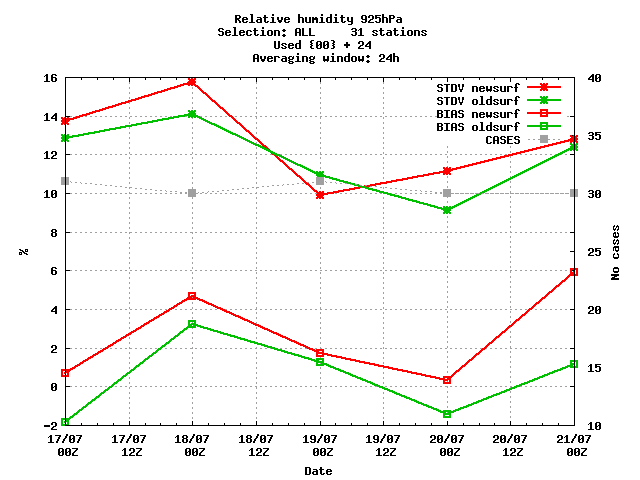 Relative humidity 925hPa
Selection: ALL 31 stations
Used {00} + 24
Averaging window: 24h
STDV newsurf
STDV oldsurf
BIAS newsurf
BIAS oldsurf
CASES
16
14
12
10
8
6
4
2
0
-2
%
40
35
30
25
20
15
10
No cases
17/07 17/07 18/07 18/07 19/07 19/07 20/07 20/07 21/07
00Z 12Z 00Z 12Z 00Z 12Z 00Z 12Z 00Z
Date